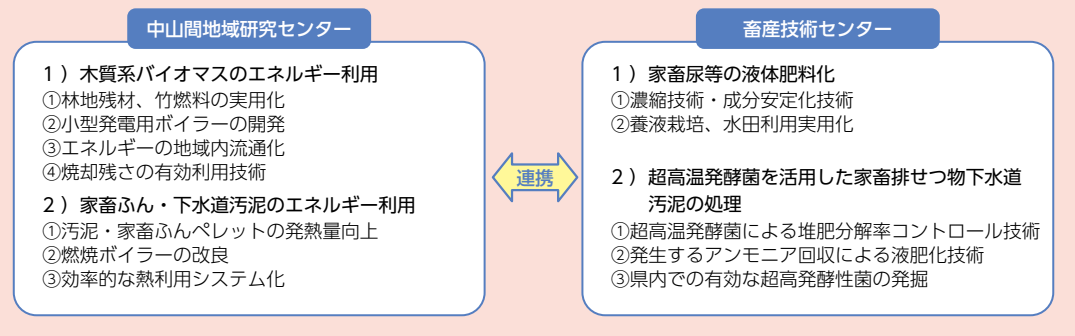 中山間地域研究センター
1）木質系バイオマスのエネルギー利用
①林地残材、竹燃料の実用化
②小型発電用ボイラーの開発
③エネルギーの地域内流通化
④焼却残さの有効利用技術
2）家畜ふん・下水道汚泥のエネルギー利用
①汚泥・家畜ふんペレットの発熱量向上
②燃焼ボイラーの改良
③効率的な熱利用システム化
連携
畜産技術センター
1）家畜尿等の液体肥料化
①濃縮技術・成分安定化技術
②養液栽培、水田利用実用化
2）超高温発酵菌を活用した家畜排せつ物下水道
汚泥の処理
①超高温発酵菌による堆肥分解率コントロール技術
②発生するアンモニア回収による液肥化技術
③県内での有効な超高発酵性菌の発掘